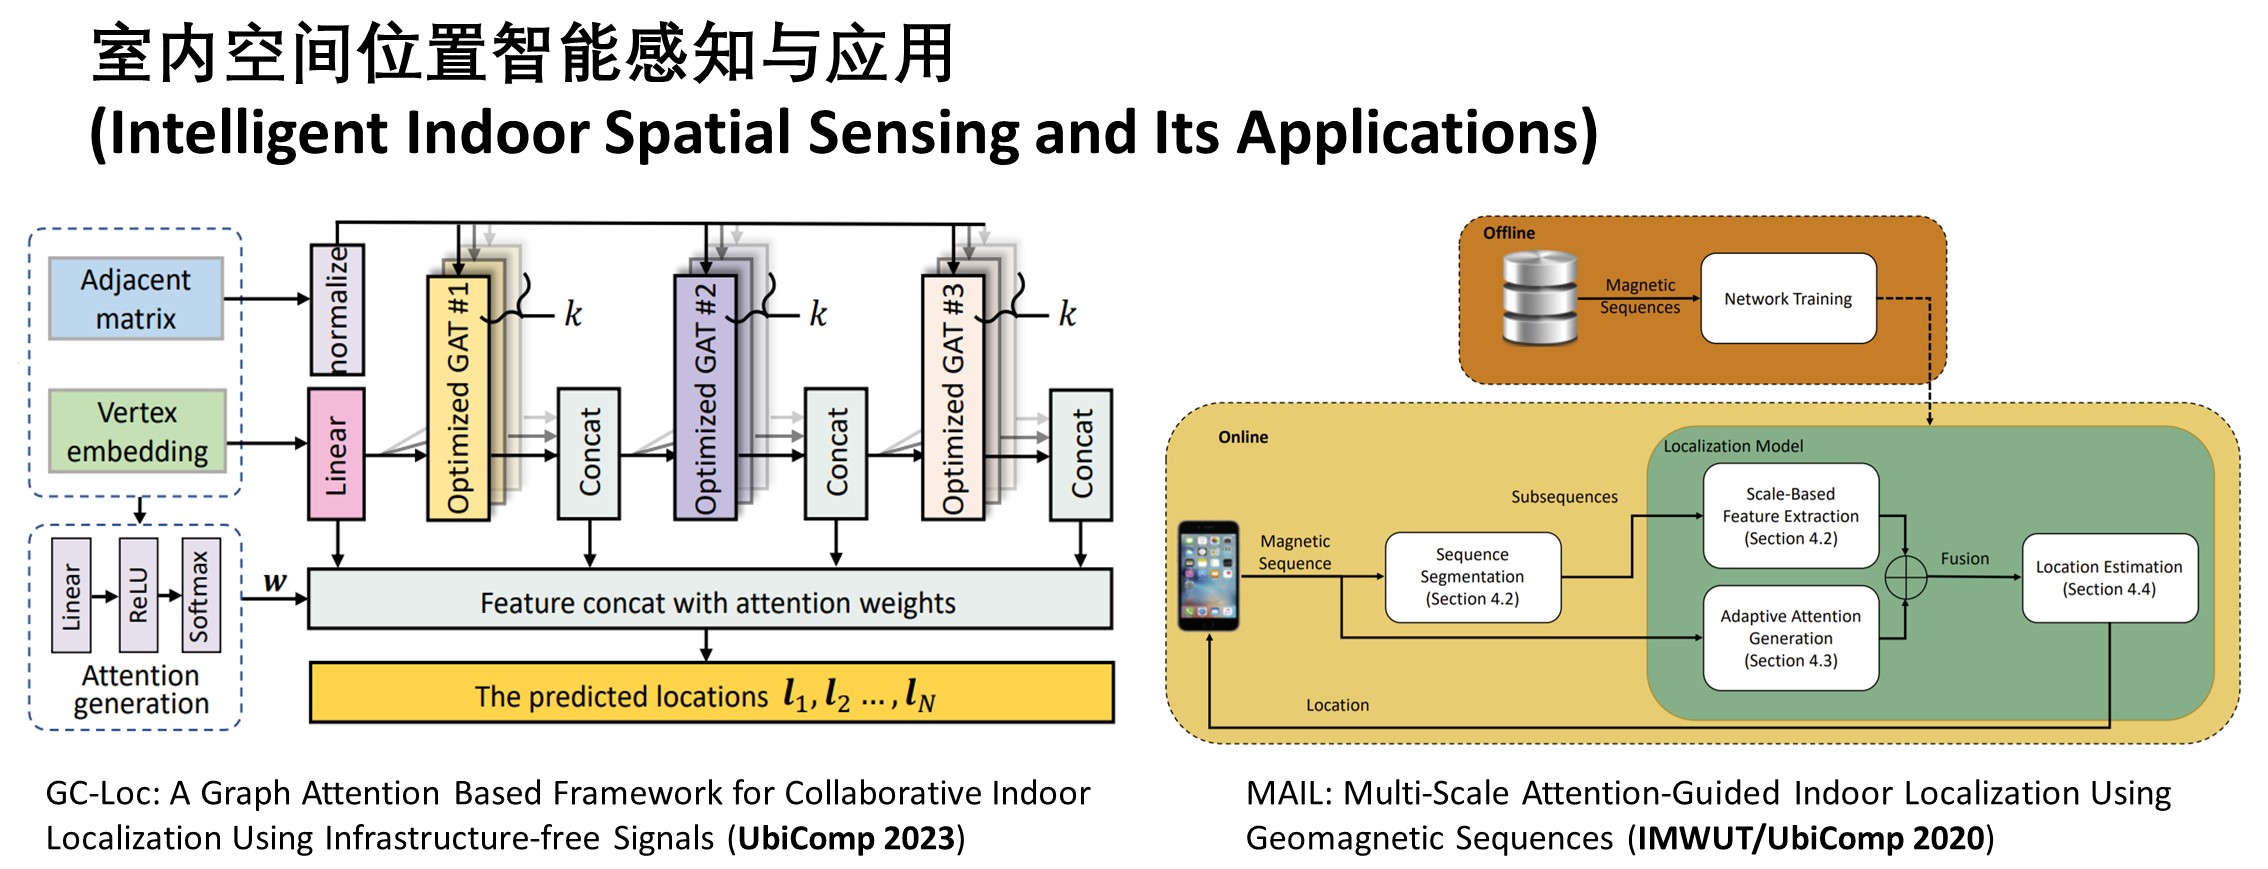 室内空间位置智能感知与应用
(Intelligent Indoor Spatial Sensing and Its Applications)
Adjacent
matrix
Vertex
embedding
normalize
Linear
Optimized GAT #1
k
Concat
Optimized GAT #2
k
Concat
Optimized GAT #3
k
Concat
Linear
ReLU
Softmax
Attention
generation
w
Feature concat with attention weights
The predicted locations l₁, l₂ ..., l_N
GC-Loc: A Graph Attention Based Framework for Collaborative Indoor
Localization Using Infrastructure-free Signals (UbiComp 2023)
Offline
Magnetic
Sequences
Network Training
Online
Localization Model
Magnetic
Sequence
Sequence
Segmentation
(Section 4.2)
Subsequences
Scale-Based
Feature Extraction
(Section 4.2)
Adaptive Attention
Generation
(Section 4.3)
Fusion
Location Estimation
(Section 4.4)
Location
MAIL: Multi-Scale Attention-Guided Indoor Localization Using
Geomagnetic Sequences (IMWUT/UbiComp 2020)